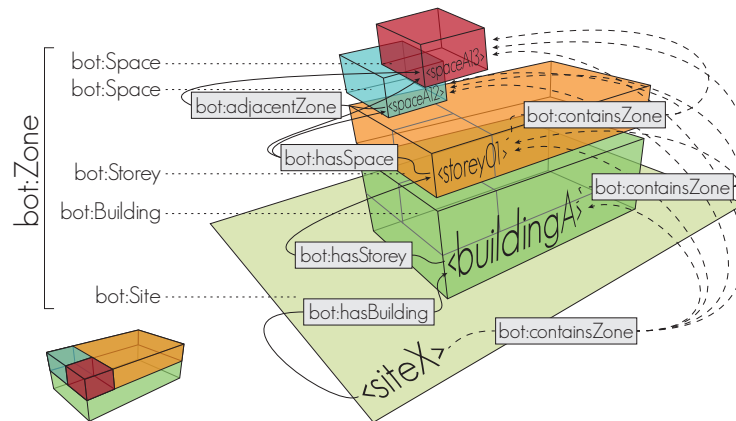 bot:Zone
bot:Space
bot:Space
bot:Storey
bot:Building
bot:Site
<spaceA13>
<spaceA12>
bot:adjacentZone
bot:containsZone
bot:hasSpace
<storey01>
bot:containsZone
<buildingA>
bot:hasStorey
bot:hasBuilding
bot:containsZone
<siteX>